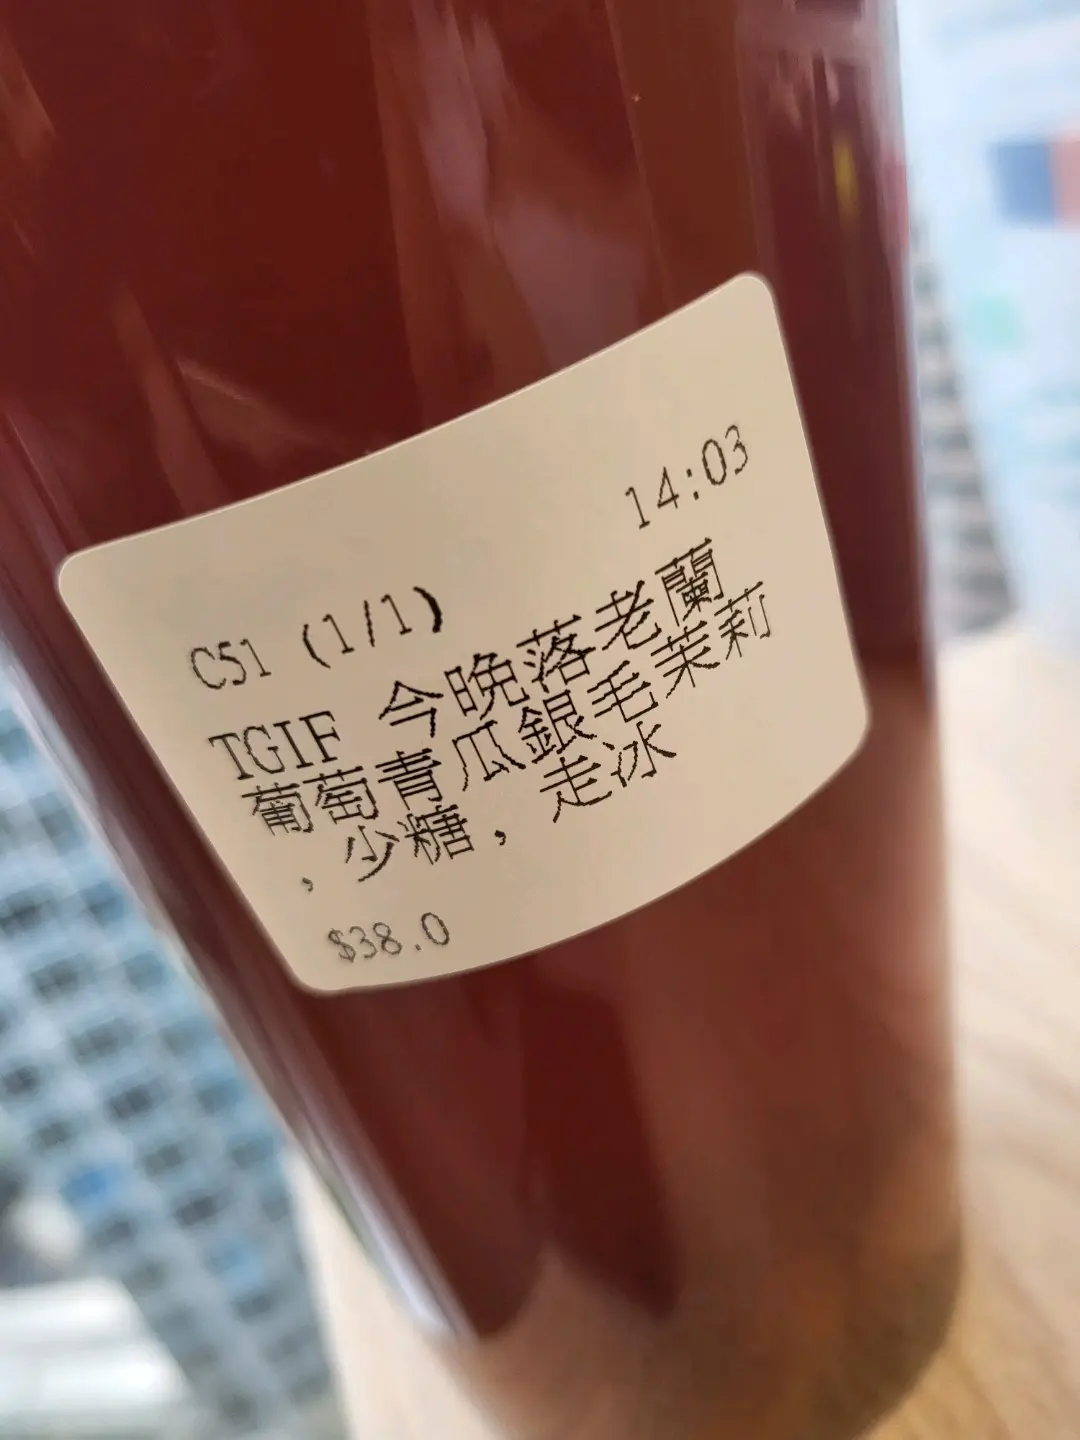 14:03
C51 (1/1)
TGIF 今晚落老蘭
葡萄青瓜銀毛茉莉
，少糖，走冰
$38.0